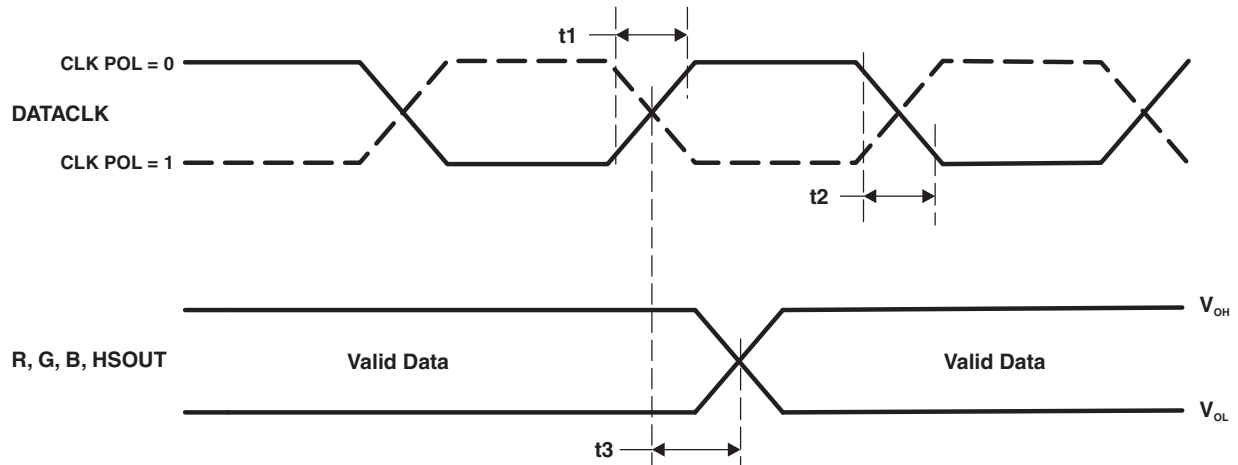 t1
CLK POL = 0
DATACLK
CLK POL = 1
t2
V_OH
R, G, B, HSOUT
Valid Data
Valid Data
V_OL
t3